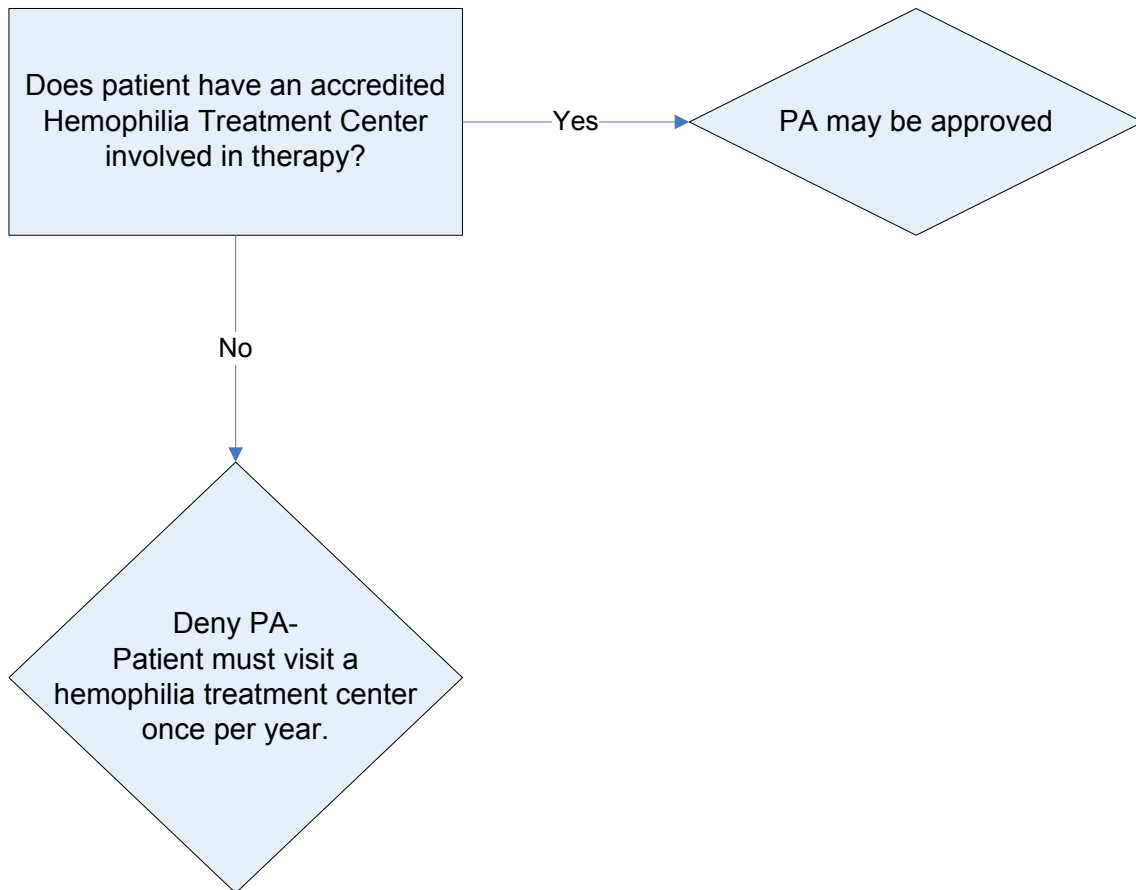 Does patient have an accredited
Hemophilia Treatment Center
involved in therapy?
Yes
PA may be approved
No
Deny PA-
Patient must visit a
hemophilia treatment center
once per year.